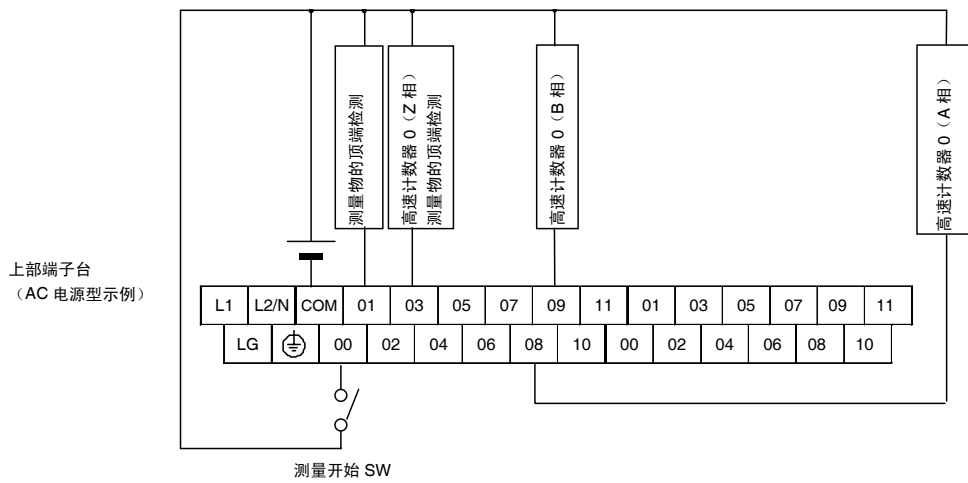 测量物的顶端检测
高速计数器 0（Z 相）
测量物的顶端检测
高速计数器 0（B 相）
高速计数器 0（A 相）
上部端子台
（AC 电源型示例）
L1 L2/N COM 01 03 05 07 09 11 01 03 05 07 09 11
LG 00 02 04 06 08 10 00 02 04 06 08 10
测量开始 SW